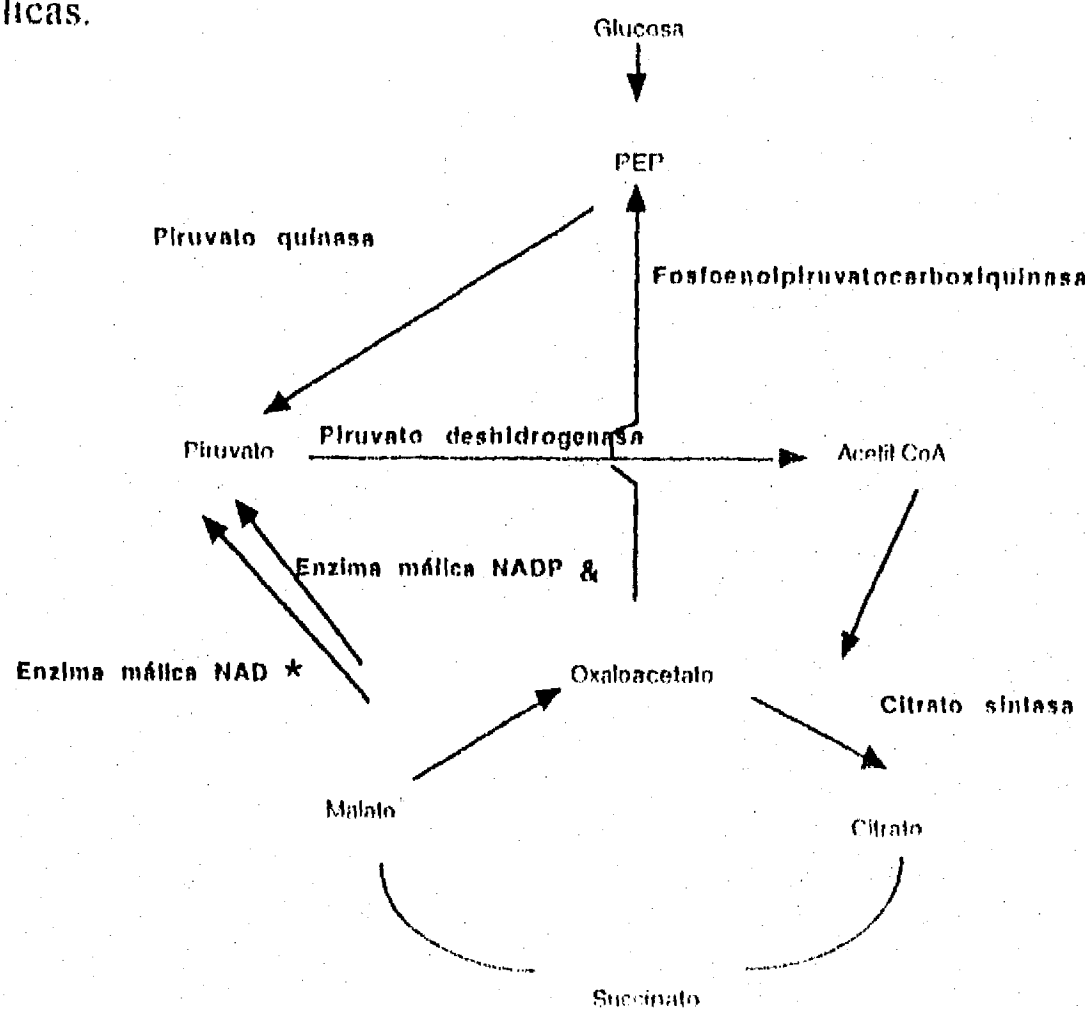 licas.
Glucosa
PEP
Piruvato quinasa
Fosfoenolpiruvatocarboxiquinasa
Piruvato deshidrogenasa
Piruvato
Acetil CoA
Enzima málica NADP &
Enzima málica NAD *
Oxaloacetato
Citrato sintasa
Malato
Citrato
Succinato